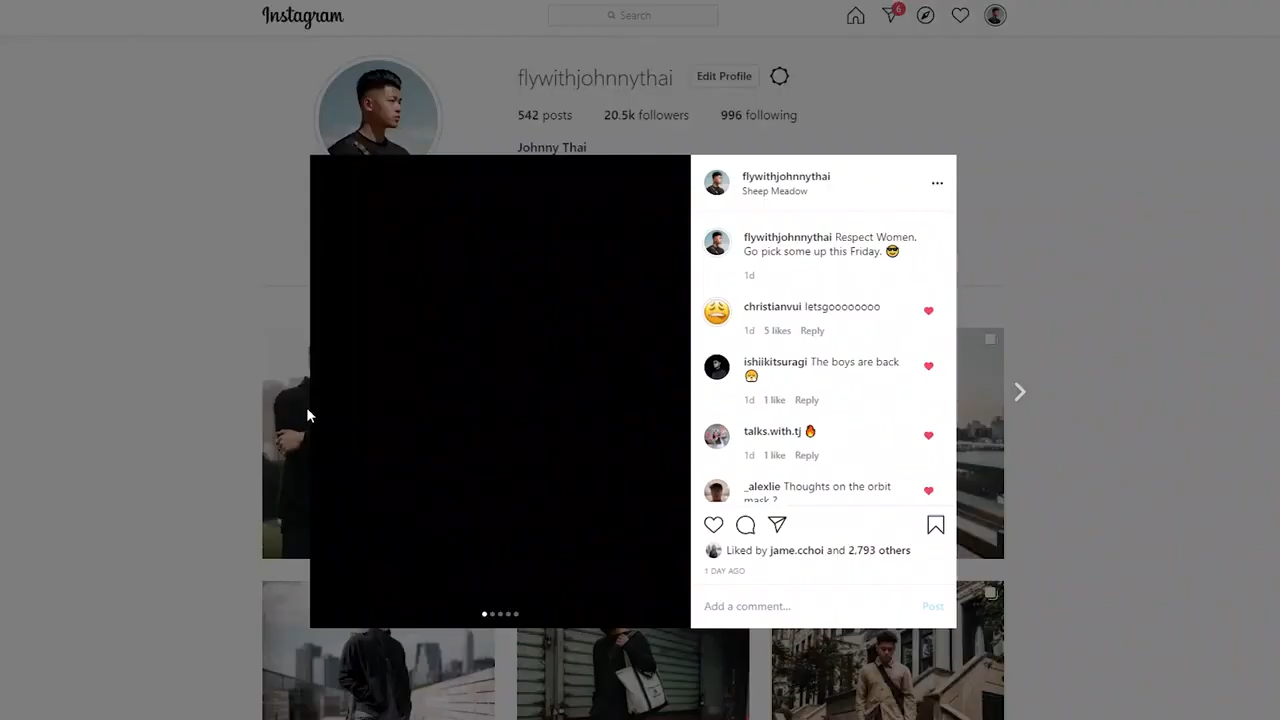 Instagram
Search
6
flywithjohnnythai Edit Profile
542 posts 20.5k followers 996 following
Johnny Thai
flywithjohnnythai
Sheep Meadow
flywithjohnnythai Respect Women.
Go pick some up this Friday. 😎
1d
christianvui letsgoooooooo
1d 5 likes Reply
ishiikitsuragi The boys are back
1d 1 like Reply
talks.with.tj 🔥
1d 1 like Reply
_alexlie Thoughts on the orbit
mask ?
Liked by jame.cchoi and 2,793 others
1 DAY AGO
Add a comment... Post